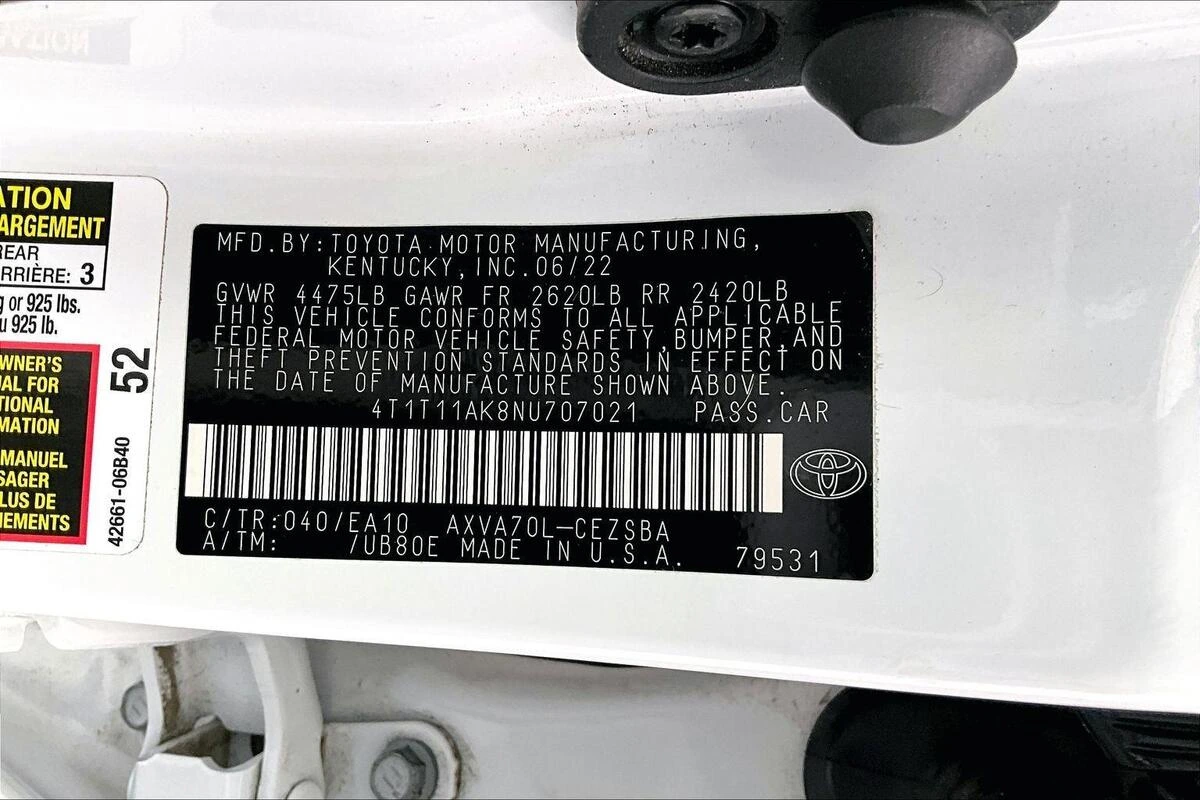 ATION
ARGEMENT
REAR
RRIÈRE: 3
g or 925 lbs.
u 925 lb.
WNER'S
AL FOR
TIONAL
MATION
MANUEL
SAGER
LUS DE
EMENTS
52
42661-06B40
MFD.BY:TOYOTA MOTOR MANUFACTURING,
KENTUCKY,INC.06/22
GVWR 4475LB GAWR FR 2620LB RR 2420LB
THIS VEHICLE CONFORMS TO ALL APPLICABLE
FEDERAL MOTOR VEHICLE SAFETY,BUMPER,AND
THEFT PREVENTION STANDARDS IN EFFECT ON
THE DATE OF MANUFACTURE SHOWN ABOVE.
4T1T11AK8NU707021 PASS.CAR
C/TR:040/EA10 AXVA70L-CEZSBA
A/TM: /UB80E MADE IN U.S.A. 79531